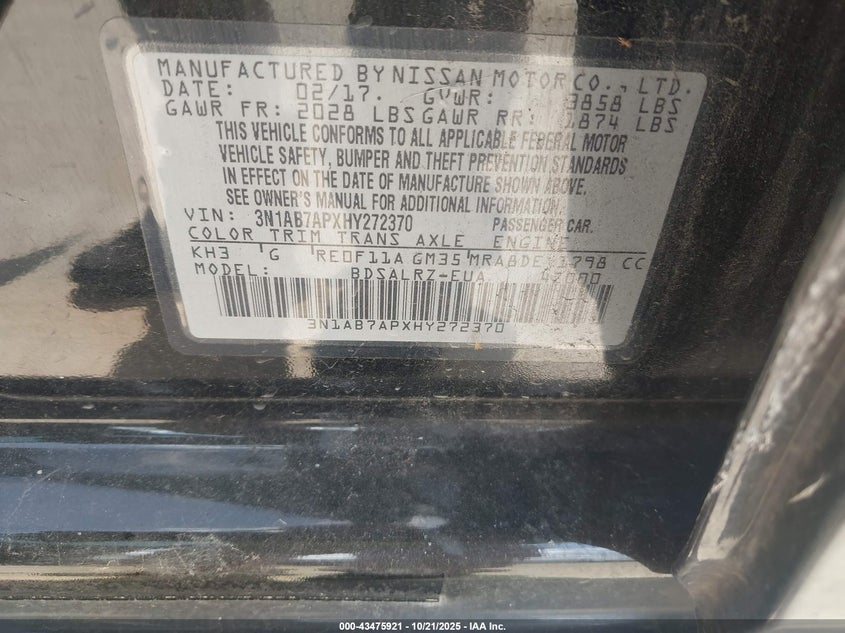 MANUFACTURED BY NISSAN MOTOR CO., LTD.
DATE: 02/17. GVWR: 3858 LBS
GAWR FR: 2028 LBS GAWR RR: 1874 LBS
THIS VEHICLE CONFORMS TO ALL APPLICABLE FEDERAL MOTOR
VEHICLE SAFETY, BUMPER AND THEFT PREVENTION STANDARDS
IN EFFECT ON THE DATE OF MANUFACTURE SHOWN ABOVE.
SEE OWNER'S MANUAL FOR ADDITIONAL INFORMATION.
VIN: 3N1AB7APXHY272370 PASSENGER CAR.
COLOR TRIM TRANS AXLE ENGINE
KH3 G RE0F11A GM35 1798 CC
MODEL: BDSALRZ-EUA
3N1AB7APXHY272370
000-43475921 - 10/21/2025 - IAA Inc.